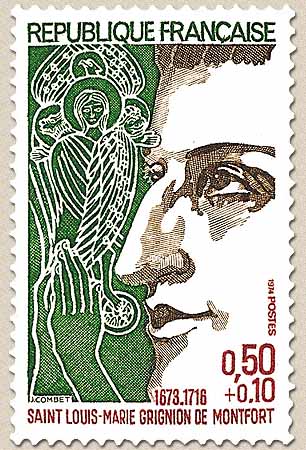 REPUBLIQUE FRANÇAISE
1974 POSTES
0,50
+0,10
J.COMBET
1673.1716
SAINT LOUIS-MARIE GRIGNION DE MONTFORT